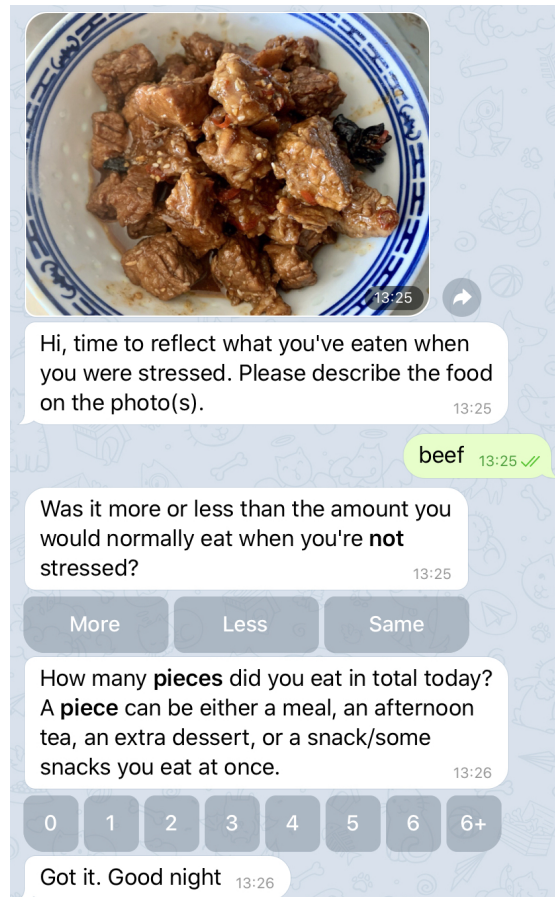 13:25
Hi, time to reflect what you've eaten when
you were stressed. Please describe the food
on the photo(s).
13:25
beef 13:25
Was it more or less than the amount you
would normally eat when you're not
stressed?
13:25
More Less Same
How many pieces did you eat in total today?
A piece can be either a meal, an afternoon
tea, an extra dessert, or a snack/some
snacks you eat at once.
13:26
0 1 2 3 4 5 6 6+
Got it. Good night 13:26